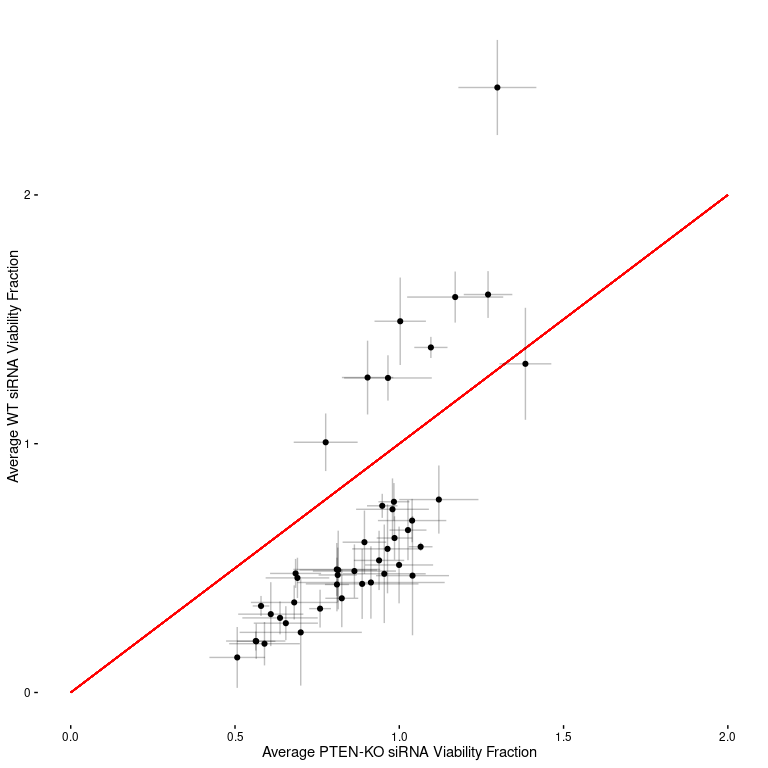 Average WT siRNA Viability Fraction
2
1
0
0.0 0.5 1.0 1.5 2.0
Average PTEN-KO siRNA Viability Fraction